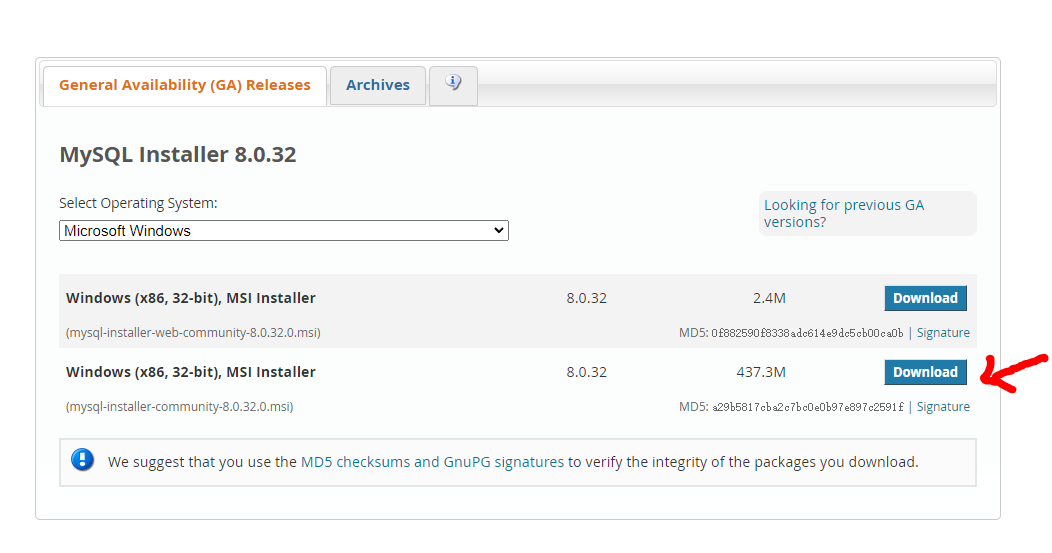 General Availability (GA) Releases
Archives
MySQL Installer 8.0.32
Select Operating System:
Microsoft Windows
Looking for previous GA
versions?
Windows (x86, 32-bit), MSI Installer 8.0.32 2.4M Download
(mysql-installer-web-community-8.0.32.0.msi) MD5: 0f882590f8338adc614e9dc5cb00ca0b | Signature
Windows (x86, 32-bit), MSI Installer 8.0.32 437.3M Download
(mysql-installer-community-8.0.32.0.msi) MD5: a29b5817cba2c7bc0e0b97e897c2591f | Signature
We suggest that you use the MD5 checksums and GnuPG signatures to verify the integrity of the packages you download.